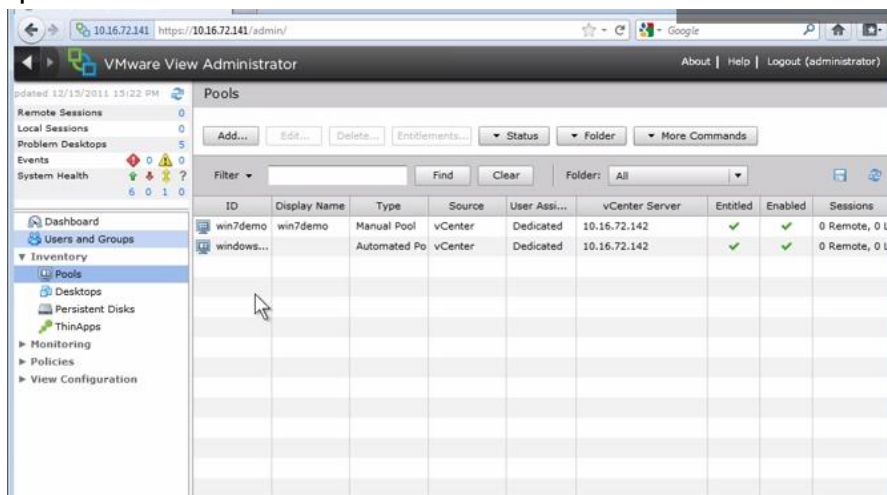 10.16.72.141 https://10.16.72.141/admin/ Google
VMware View Administrator About | Help | Logout (administrator)
pdated 12/15/2011 13:22 PM
Remote Sessions 0
Local Sessions 0
Problem Desktops 5
Events 0 0
System Health ?
6 0 1 0
Dashboard
Users and Groups
Inventory
Pools
Desktops
Persistent Disks
ThinApps
Monitoring
Policies
View Configuration
Pools
Add... Edit... Delete... Entitlements... Status Folder More Commands
Filter Find Clear Folder: All
ID Display Name Type Source User Assi... vCenter Server Entitled Enabled Sessions
win7demo win7demo Manual Pool vCenter Dedicated 10.16.72.142 0 Remote, 0 L
windows... Automated Po vCenter Dedicated 10.16.72.142 0 Remote, 0 L